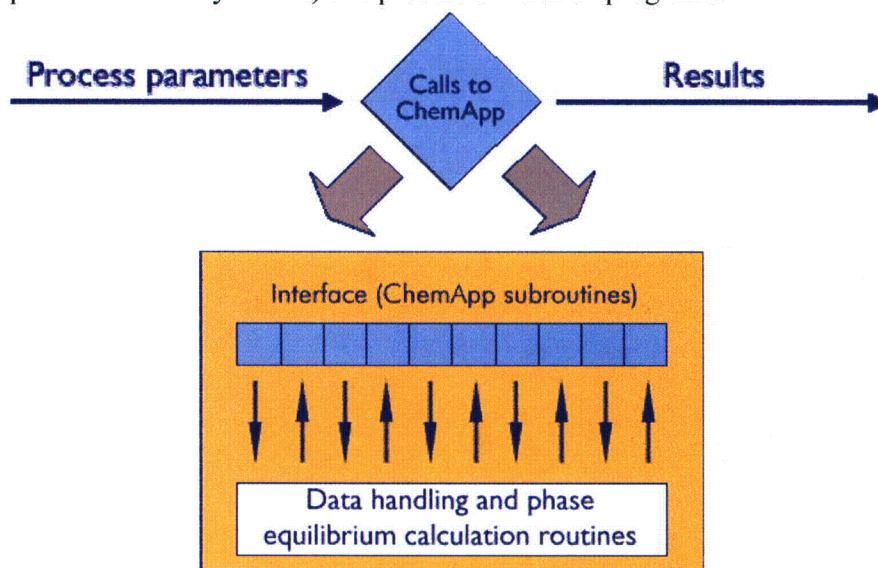 Process parameters
Calls to
ChemApp
Results
Interface (ChemApp subroutines)
Data handling and phase
equilibrium calculation routines